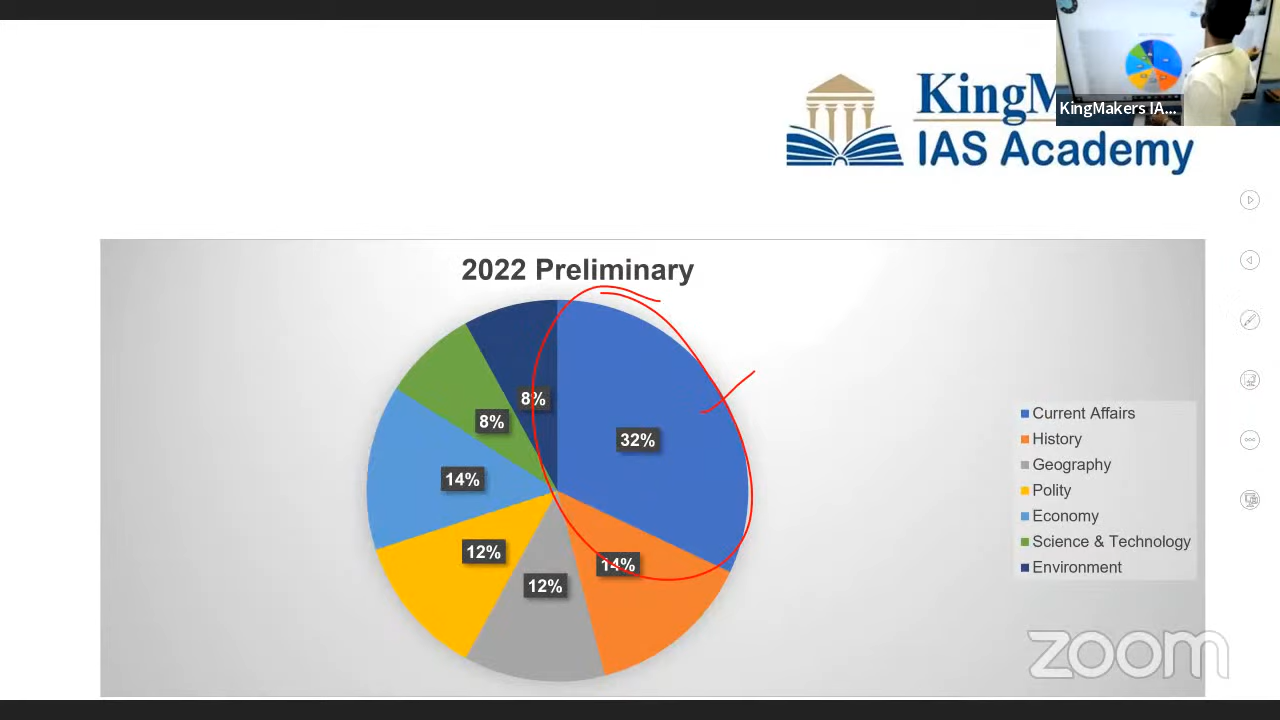 KingM
IAS Academy
KingMakers IA...
2022 Preliminary
8%
32%
8%
14%
12%
14%
12%
Current Affairs
History
Geography
Polity
Economy
Science & Technology
Environment
zoom